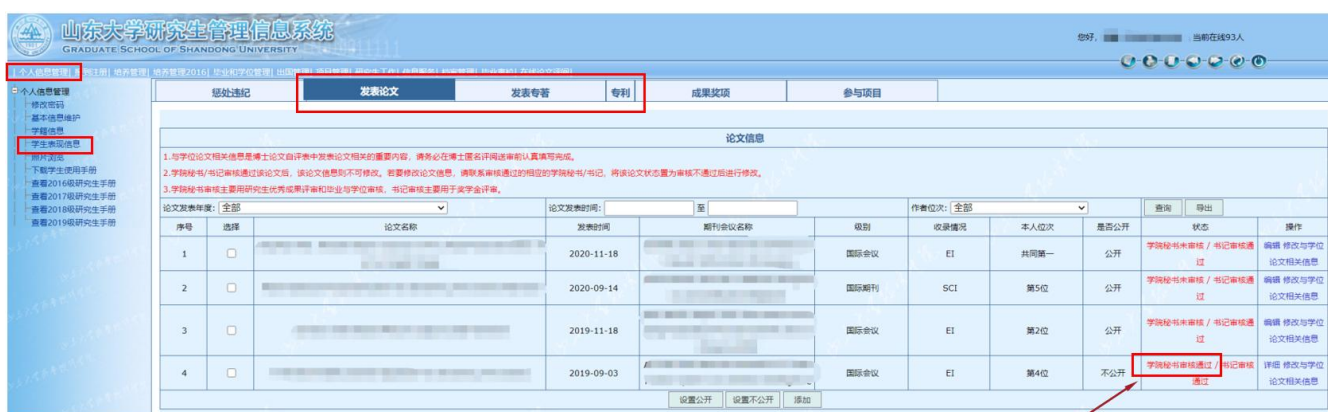 山东大学研究生管理信息系统
GRADUATE SCHOOL OF SHANDONG UNIVERSITY
您好, 当前在线93人
个人信息管理| 报到注册| 培养管理| 培养管理2016| 毕业和学位管理| 出国管理|
个人信息管理
修改密码
基本信息维护
学籍信息
学生表现信息
照片浏览
下载学生使用手册
查看2016级研究生手册
查看2017级研究生手册
查看2018级研究生手册
查看2019级研究生手册
惩处违纪 发表论文 发表专著 专利 成果奖项 参与项目
论文信息
1.与学位论文相关信息是博士论文自评表中发表论文相关的重要内容，请务必在博士匿名评阅送审前认真填写完成。
2.学院秘书/书记审核通过该论文后，该论文信息则不可修改。若要修改论文信息，请联系审核通过的相应的学院秘书/书记，将该论文状态置为审核不通过后进行修改。
3.学院秘书审核主要用研究生优秀成果评审和毕业与学位审核，书记审核主要用于奖学金评审。
论文发表年度: 全部 论文发表时间: 至 作者位次: 全部 查询 导出
序号 选择 论文名称 发表时间 期刊会议名称 级别 收录情况 本人位次 是否公开 状态 操作
1 2020-11-18 国际会议 EI 共同第一 公开 学院秘书未审核 / 书记审核通过 编辑 修改与学位论文相关信息
2 2020-09-14 国际期刊 SCI 第5位 公开 学院秘书未审核 / 书记审核通过 编辑 修改与学位论文相关信息
3 2019-11-18 国际会议 EI 第2位 公开 学院秘书未审核 / 书记审核通过 编辑 修改与学位论文相关信息
4 2019-09-03 国际会议 EI 第4位 不公开 学院秘书审核通过 / 书记审核通过 详细 修改与学位论文相关信息
设置公开 设置不公开 添加